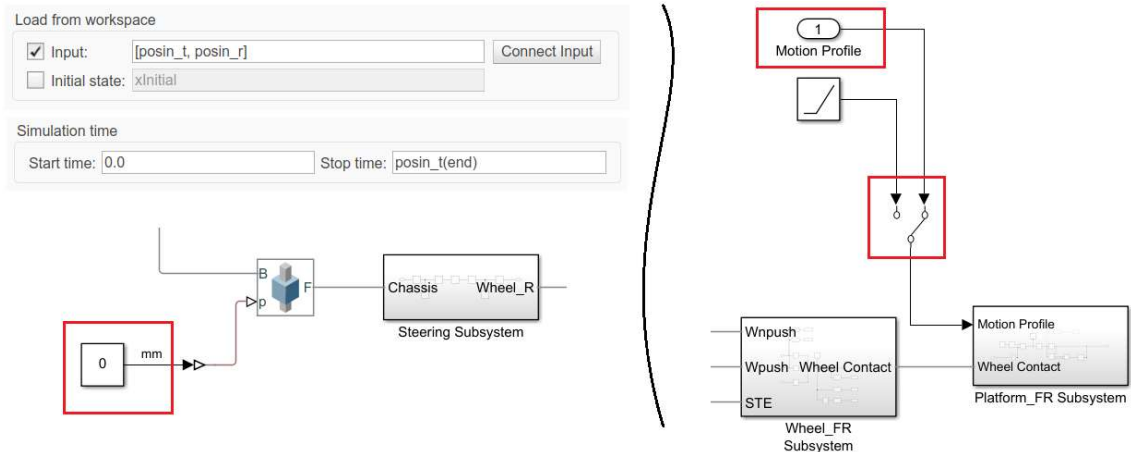 Load from workspace
Input: [posin_t, posin_r] Connect Input
Initial state: xInitial
Simulation time
Start time: 0.0 Stop time: posin_t(end)
B
F
p
Chassis Wheel_R
Steering Subsystem
0
mm
1
Motion Profile
Wnpush
Wpush Wheel Contact
STE
Wheel_FR
Subsystem
Motion Profile
Wheel Contact
Platform_FR Subsystem